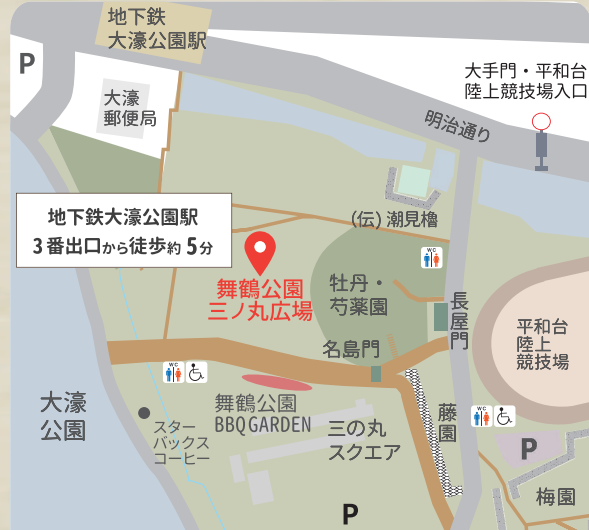 地下鉄
大濠公園駅
P
大濠
郵便局
大手門・平和台
陸上競技場入口
明治通り
地下鉄大濠公園駅
3番出口から徒歩約5分
(伝)潮見櫓
WC
舞鶴公園
三ノ丸広場
牡丹・
芍薬園
長屋門
平和台
陸上
競技場
名島門
WC
大濠
公園
舞鶴公園
BBQ GARDEN
スター
バックス
コーヒー
三の丸
スクエア
藤園
WC
P
梅園
P